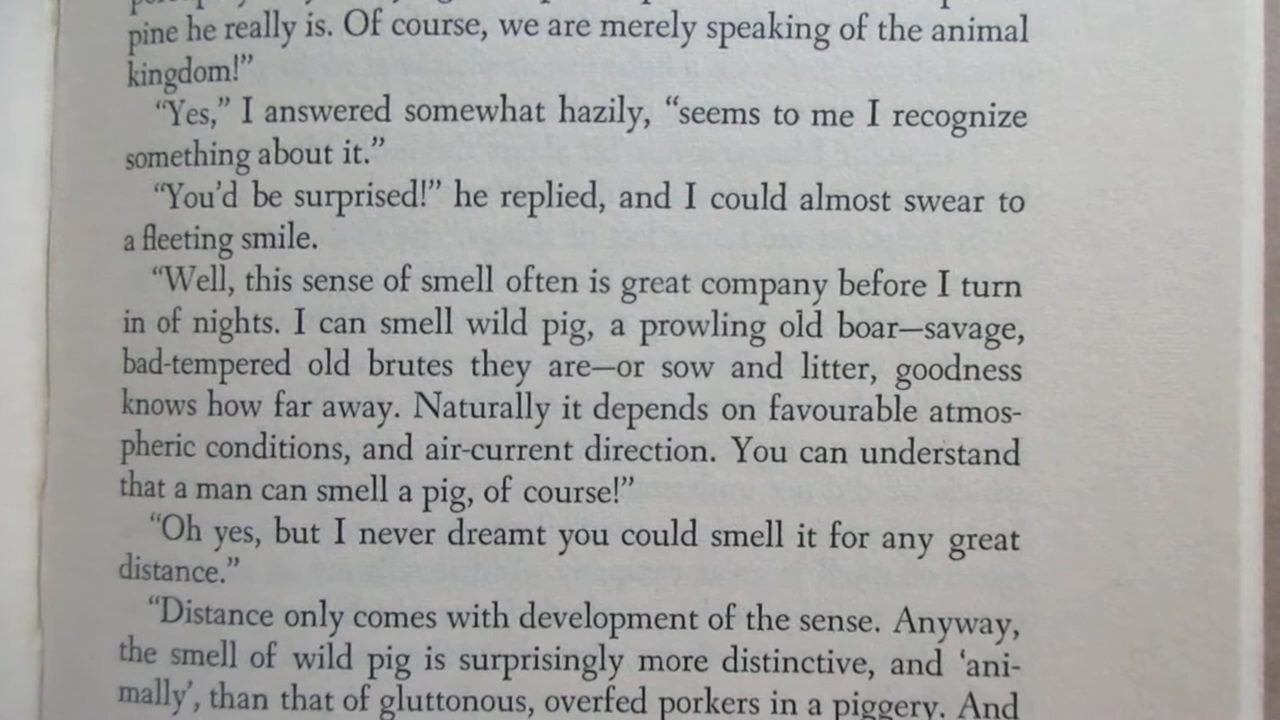 pine he really is. Of course, we are merely speaking of the animal
kingdom!”
“Yes,” I answered somewhat hazily, “seems to me I recognize
something about it.”
“You’d be surprised!” he replied, and I could almost swear to
a fleeting smile.
“Well, this sense of smell often is great company before I turn
in of nights. I can smell wild pig, a prowling old boar—savage,
bad-tempered old brutes they are—or sow and litter, goodness
knows how far away. Naturally it depends on favourable atmos-
pheric conditions, and air-current direction. You can understand
that a man can smell a pig, of course!”
“Oh yes, but I never dreamt you could smell it for any great
distance.”
“Distance only comes with development of the sense. Anyway,
the smell of wild pig is surprisingly more distinctive, and ‘ani-
mally’, than that of gluttonous, overfed porkers in a piggery. And